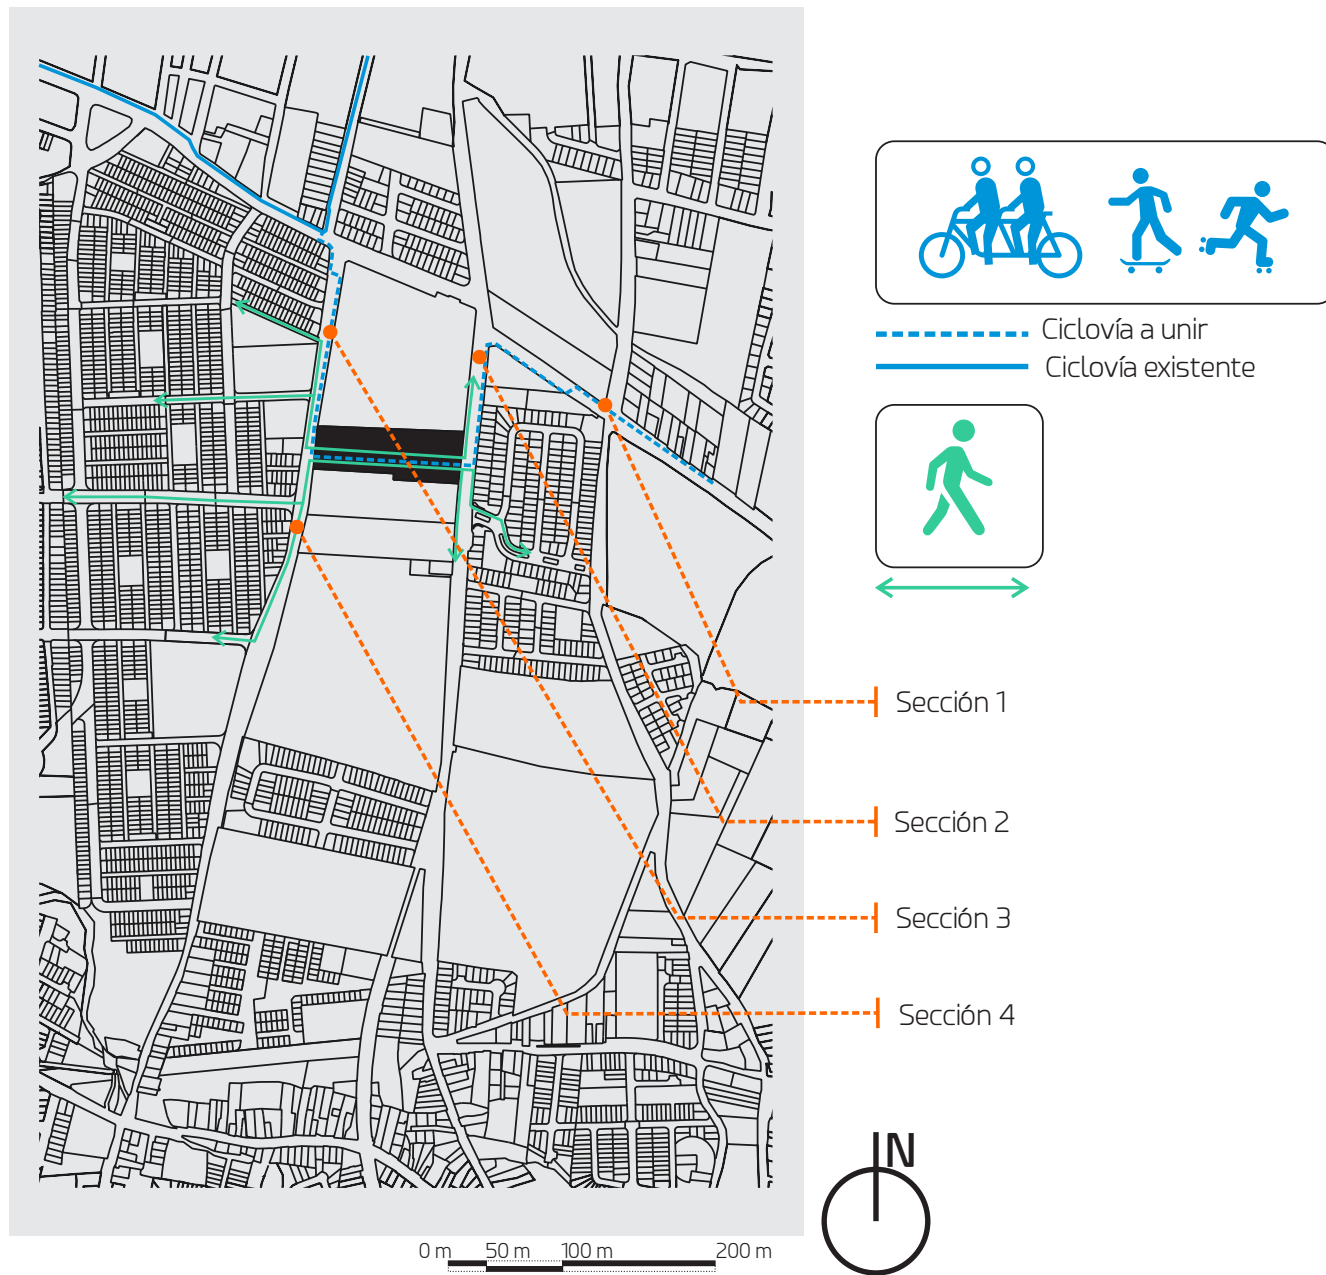 Ciclovía a unir
Ciclovía existente
Sección 1
Sección 2
Sección 3
Sección 4
N
0 m 50 m 100 m 200 m